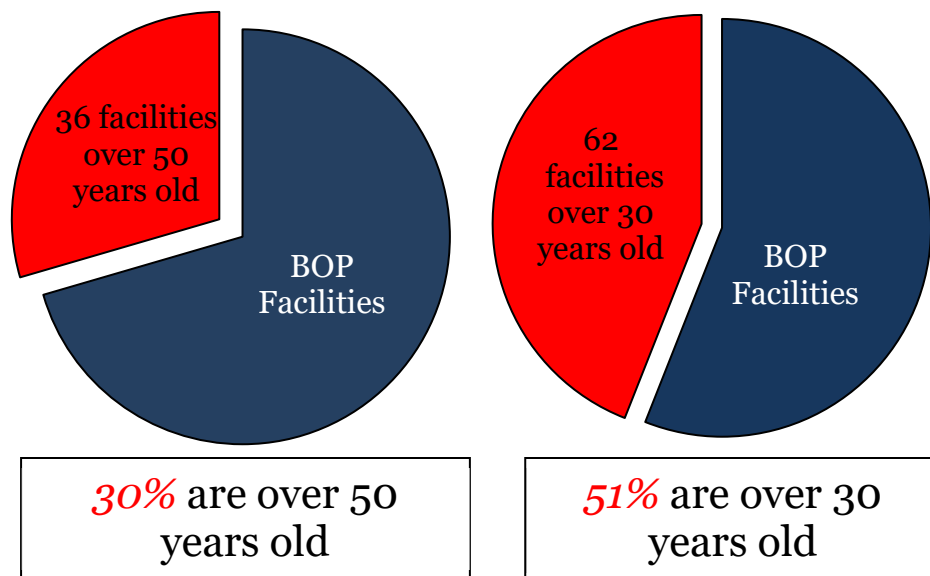 36 facilities
over 50
years old
BOP
Facilities
62
facilities
over 30
years old
BOP
Facilities
30% are over 50
years old
51% are over 30
years old